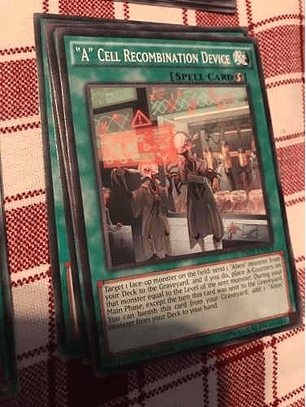 "A" CELL RECOMBINATION DEVICE
[SPELL CARD]
Target 1 face-up monster on the field; send 1 "Alien" monster from
your Deck to the Graveyard, and if you do, place A-Counters on
that monster equal to the Level of the sent monster. During your
Main Phase, except the turn this card was sent to the Graveyard:
You can banish this card from your Graveyard; add 1 "Alien"
monster from your Deck to your hand.